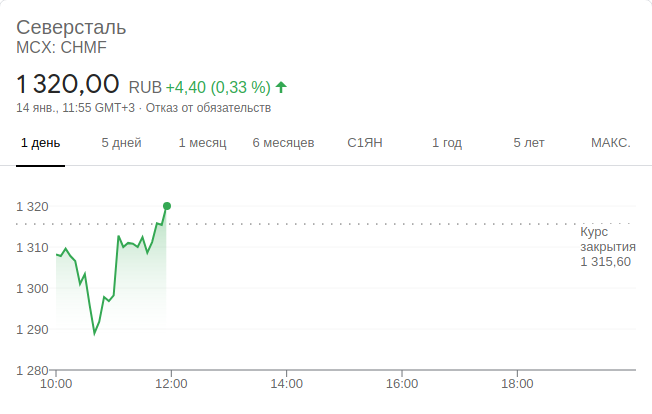 Северсталь
MCX: CHMF
1 320,00 RUB +4,40 (0,33 %)
14 янв., 11:55 GMT+3 · Отказ от обязательств
1 день 5 дней 1 месяц 6 месяцев С1ЯН 1 год 5 лет МАКС.
1 320
Курс
закрытия
1 315,60
1 310
1 300
1 290
1 280
10:00 12:00 14:00 16:00 18:00